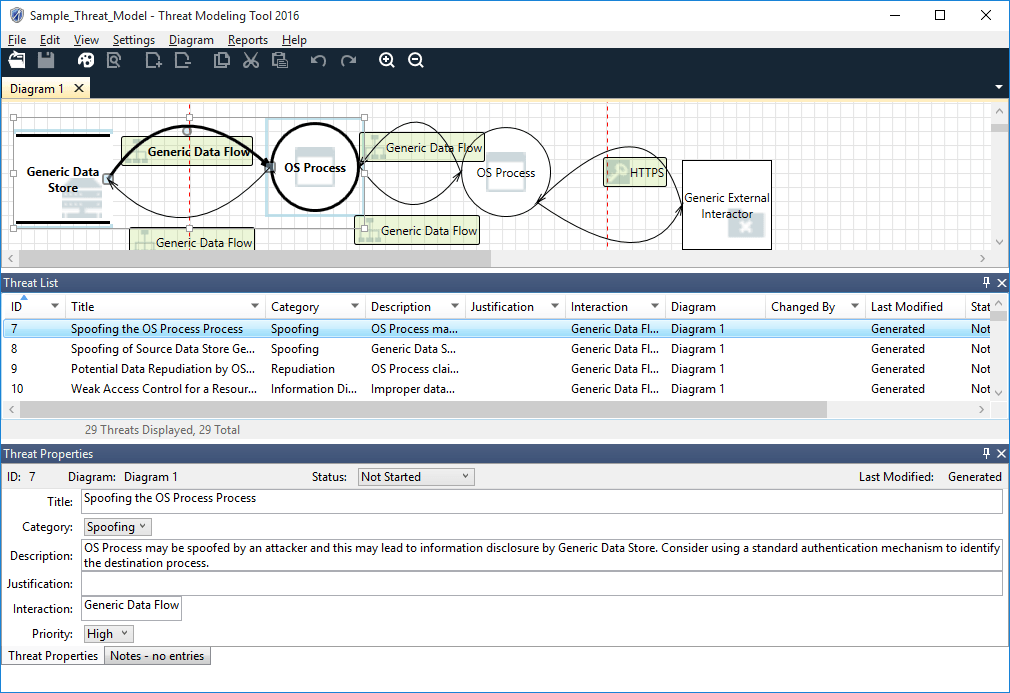 Sample_Threat_Model - Threat Modeling Tool 2016
File Edit View Settings Diagram Reports Help
Diagram 1
Generic Data Flow
Generic Data Flow
HTTPS
Generic Data
Store
OS Process
OS Process
Generic External
Interactor
Generic Data Flow
Generic Data Flow
Threat List
ID Title Category Description Justification Interaction Diagram Changed By Last Modified Stat
7 Spoofing the OS Process Process Spoofing OS Process ma... Generic Data Fl... Diagram 1 Generated Not
8 Spoofing of Source Data Store Ge... Spoofing Generic Data S... Generic Data Fl... Diagram 1 Generated Not
9 Potential Data Repudiation by OS... Repudiation OS Process clai... Generic Data Fl... Diagram 1 Generated Not
10 Weak Access Control for a Resour... Information Di... Improper data... Generic Data Fl... Diagram 1 Generated Not
29 Threats Displayed, 29 Total
Threat Properties
ID: 7 Diagram: Diagram 1 Status: Not Started Last Modified: Generated
Title: Spoofing the OS Process Process
Category: Spoofing
Description: OS Process may be spoofed by an attacker and this may lead to information disclosure by Generic Data Store. Consider using a standard authentication mechanism to identify
the destination process.
Justification:
Interaction: Generic Data Flow
Priority: High
Threat Properties Notes - no entries